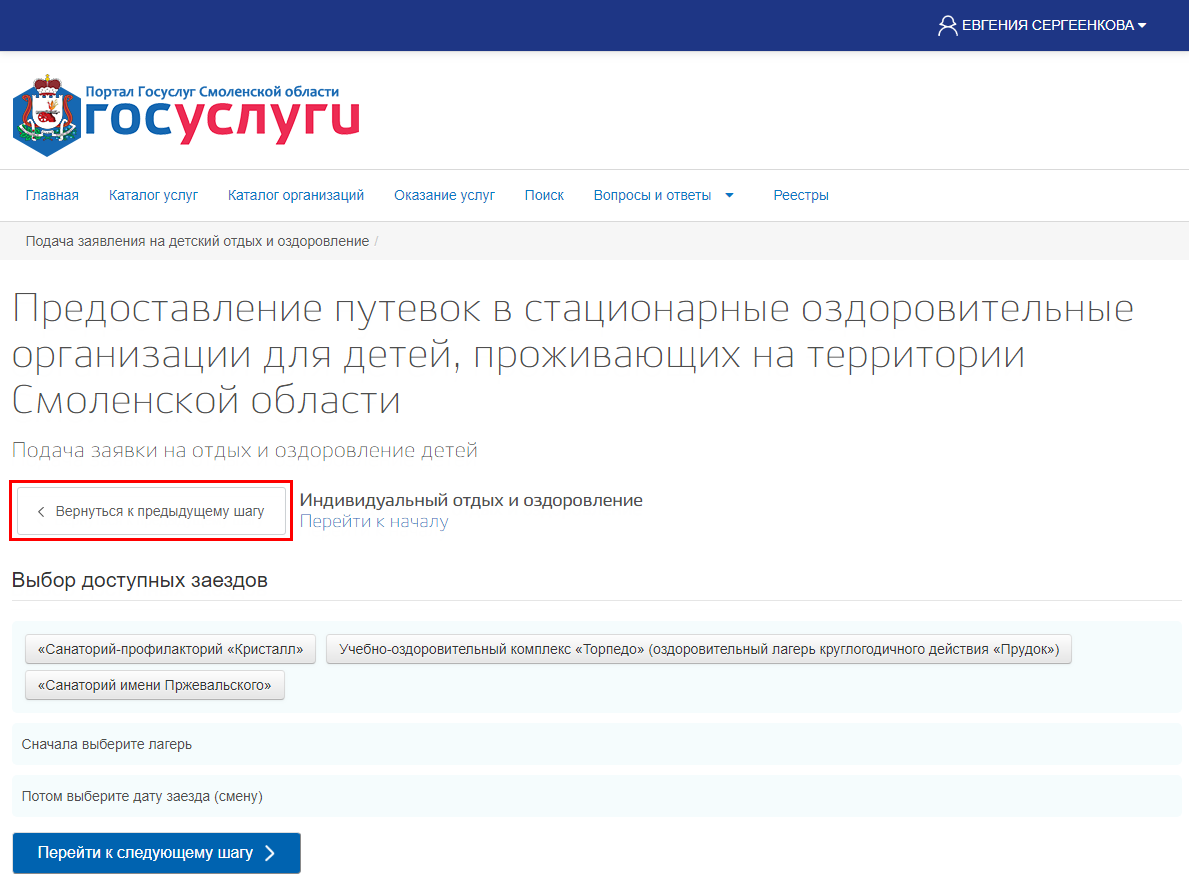 ЕВГЕНИЯ СЕРГЕЕНКОВА
Портал Госуслуг Смоленской области
госуслуги
Главная Каталог услуг Каталог организаций Оказание услуг Поиск Вопросы и ответы Реестры
Подача заявления на детский отдых и оздоровление /
Предоставление путевок в стационарные оздоровительные
организации для детей, проживающих на территории
Смоленской области
Подача заявки на отдых и оздоровление детей
Вернуться к предыдущему шагу
Индивидуальный отдых и оздоровление
Перейти к началу
Выбор доступных заездов
«Санаторий-профилакторий «Кристалл» Учебно-оздоровительный комплекс «Торпедо» (оздоровительный лагерь круглогодичного действия «Прудок»)
«Санаторий имени Пржевальского»
Сначала выберите лагерь
Потом выберите дату заезда (смену)
Перейти к следующему шагу